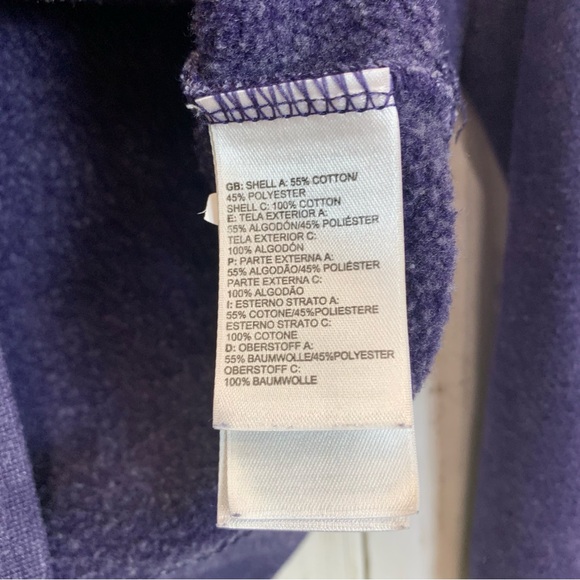 GB: SHELL A: 55% COTTON/
45% POLYESTER
SHELL C: 100% COTTON
E: TELA EXTERIOR A:
55% ALGODÓN/45% POLIÉSTER
TELA EXTERIOR C:
100% ALGODÓN
P: PARTE EXTERNA A:
55% ALGODÃO/45% POLIÉSTER
PARTE EXTERNA C:
100% ALGODÃO
I: ESTERNO STRATO A:
55% COTONE/45%POLIESTERE
ESTERNO STRATO C:
100% COTONE
D: OBERSTOFF A:
55% BAUMWOLLE/45%POLYESTER
OBERSTOFF C:
100% BAUMWOLLE